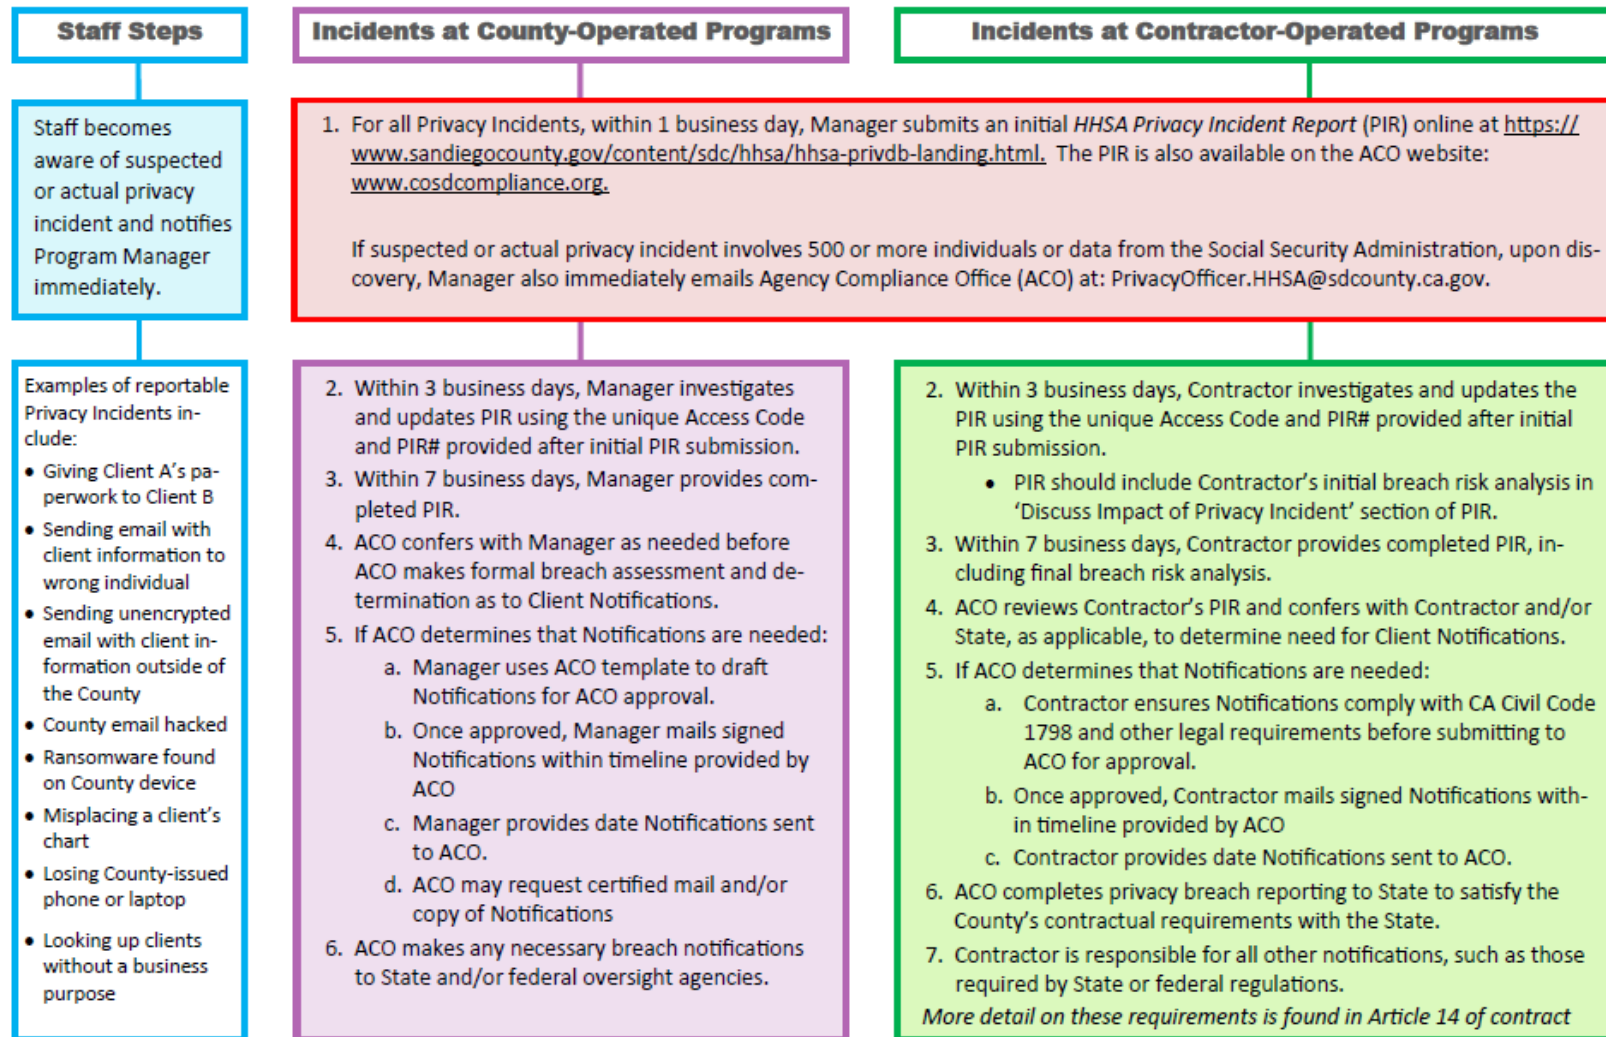 Staff Steps
Staff becomes
aware of suspected
or actual privacy
incident and notifies
Program Manager
immediately.
Examples of reportable
Privacy Incidents in-
clude:
• Giving Client A's pa-
perwork to Client B
• Sending email with
client information to
wrong individual
• Sending unencrypted
email with client in-
formation outside of
the County
• County email hacked
• Ransomware found
on County device
• Misplacing a client's
chart
• Losing County-issued
phone or laptop
• Looking up clients
without a business
purpose
Incidents at County-Operated Programs
Incidents at Contractor-Operated Programs
1. For all Privacy Incidents, within 1 business day, Manager submits an initial HHSA Privacy Incident Report (PIR) online at https://
www.sandiegocounty.gov/content/sdc/hhsa/hhsa-privdb-landing.html. The PIR is also available on the ACO website:
www.cosdcompliance.org.
If suspected or actual privacy incident involves 500 or more individuals or data from the Social Security Administration, upon dis-
covery, Manager also immediately emails Agency Compliance Office (ACO) at: PrivacyOfficer.HHSA@sdcounty.ca.gov.
2. Within 3 business days, Manager investigates
and updates PIR using the unique Access Code
and PIR# provided after initial PIR submission.
3. Within 7 business days, Manager provides com-
pleted PIR.
4. ACO confers with Manager as needed before
ACO makes formal breach assessment and de-
termination as to Client Notifications.
5. If ACO determines that Notifications are needed:
a. Manager uses ACO template to draft
Notifications for ACO approval.
b. Once approved, Manager mails signed
Notifications within timeline provided by
ACO
c. Manager provides date Notifications sent
to ACO.
d. ACO may request certified mail and/or
copy of Notifications
6. ACO makes any necessary breach notifications
to State and/or federal oversight agencies.
2. Within 3 business days, Contractor investigates and updates the
PIR using the unique Access Code and PIR# provided after initial
PIR submission.
• PIR should include Contractor's initial breach risk analysis in
'Discuss Impact of Privacy Incident' section of PIR.
3. Within 7 business days, Contractor provides completed PIR, in-
cluding final breach risk analysis.
4. ACO reviews Contractor's PIR and confers with Contractor and/or
State, as applicable, to determine need for Client Notifications.
5. If ACO determines that Notifications are needed:
a. Contractor ensures Notifications comply with CA Civil Code
1798 and other legal requirements before submitting to
ACO for approval.
b. Once approved, Contractor mails signed Notifications with-
in timeline provided by ACO
c. Contractor provides date Notifications sent to ACO.
6. ACO completes privacy breach reporting to State to satisfy the
County's contractual requirements with the State.
7. Contractor is responsible for all other notifications, such as those
required by State or federal regulations.
More detail on these requirements is found in Article 14 of contract